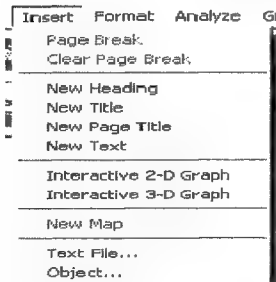 Insert Format Analyze
Page Break
Clear Page Break
New Heading
New Title
New Page Title
New Text
Interactive 2-D Graph
Interactive 3-D Graph
New Map
Text File...
Object...